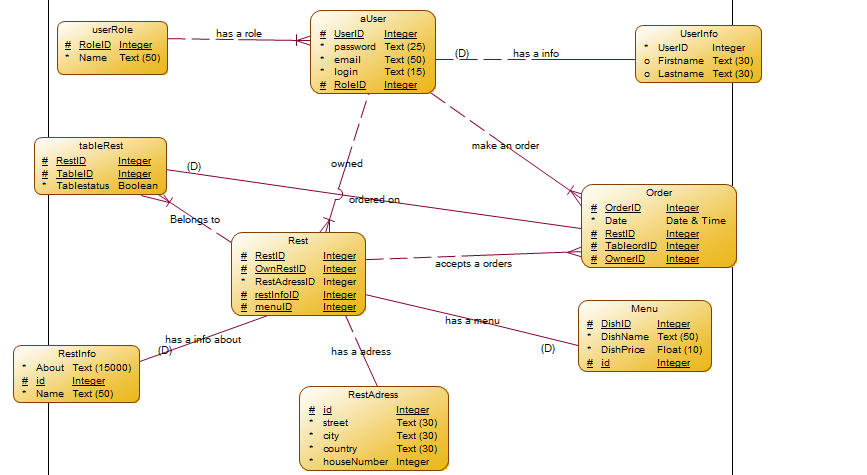 userRole
# RoleID Integer
* Name Text (50)
has a role
aUser
# UserID Integer
* password Text (25)
* email Text (50)
* login Text (15)
# RoleID Integer
(D)
has a info
UserInfo
* UserID Integer
o Firstname Text (30)
o Lastname Text (30)
tableRest
# RestID Integer
# TableID Integer
* Tablestatus Boolean
(D)
owned
make an order
ordered on
Belongs to
Order
# OrderID Integer
* Date Date & Time
# RestID Integer
# TableordID Integer
# OwnerID Integer
Rest
# RestID Integer
# OwnRestID Integer
* RestAdressID Integer
# restInfoID Integer
# menuID Integer
accepts a orders
has a menu
(D)
Menu
# DishID Integer
* DishName Text (50)
* DishPrice Float (10)
# id Integer
has a info about
(D)
RestInfo
* About Text (15000)
# id Integer
* Name Text (50)
has a adress
RestAdress
# id Integer
* street Text (30)
* city Text (30)
* country Text (30)
* houseNumber Integer